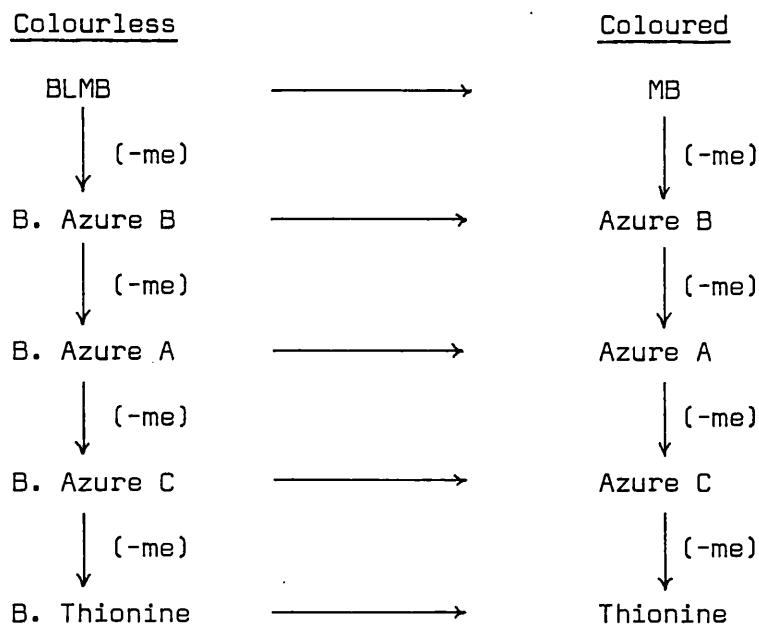 Colourless Coloured
BLMB MB
(-me) (-me)
B. Azure B Azure B
(-me) (-me)
B. Azure A Azure A
(-me) (-me)
B. Azure C Azure C
(-me) (-me)
B. Thionine Thionine